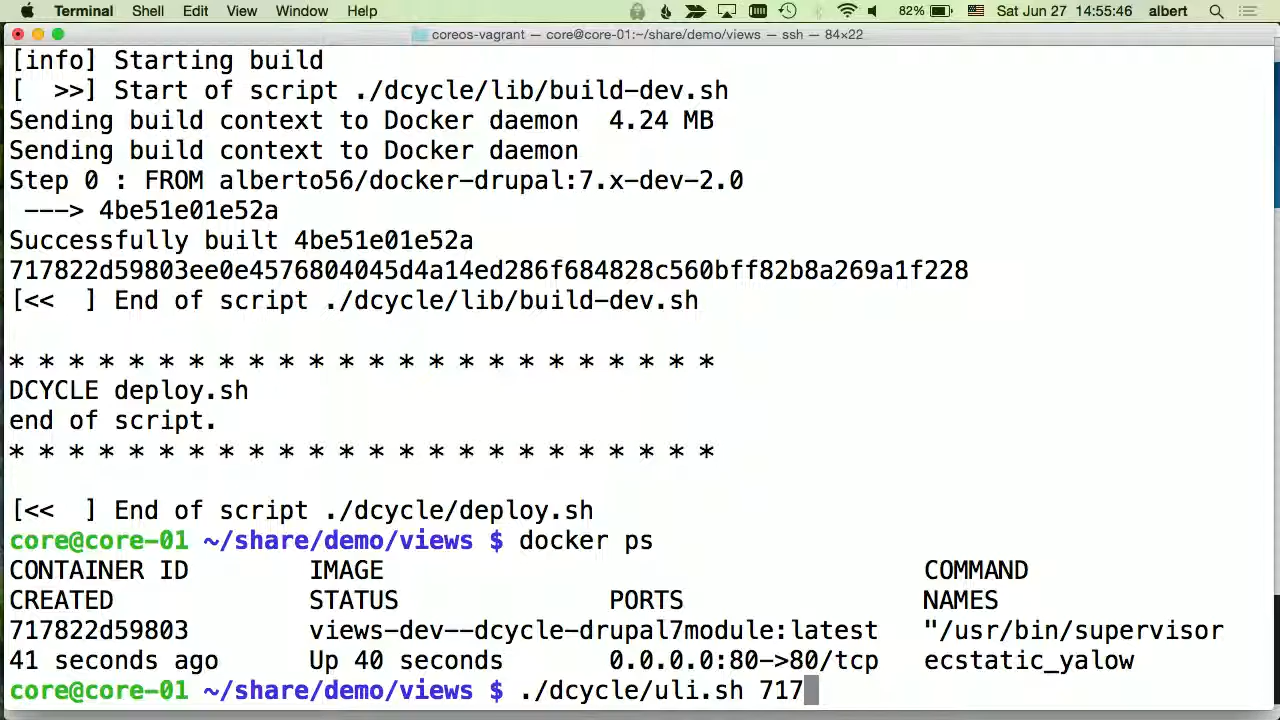 Terminal Shell Edit View Window Help 82% Sat Jun 27 14:55:46 albert
coreos-vagrant — core@core-01:~/share/demo/views — ssh — 84×22
[info] Starting build
[  >>] Start of script ./dcycle/lib/build-dev.sh
Sending build context to Docker daemon  4.24 MB
Sending build context to Docker daemon
Step 0 : FROM alberto56/docker-drupal:7.x-dev-2.0
 ---> 4be51e01e52a
Successfully built 4be51e01e52a
717822d59803ee0e4576804045d4a14ed286f684828c560bff82b8a269a1f228
[<<  ] End of script ./dcycle/lib/build-dev.sh
* * * * * * * * * * * * * * * * * * * * * * * *
DCYCLE deploy.sh
end of script.
* * * * * * * * * * * * * * * * * * * * * * * *
[<<  ] End of script ./dcycle/deploy.sh
core@core-01 ~/share/demo/views $ docker ps
CONTAINER ID        IMAGE                                    COMMAND
CREATED             STATUS              PORTS                NAMES
717822d59803        views-dev--dcycle-drupal7module:latest   "/usr/bin/supervisor
41 seconds ago      Up 40 seconds       0.0.0.0:80->80/tcp   ecstatic_yalow
core@core-01 ~/share/demo/views $ ./dcycle/uli.sh 717